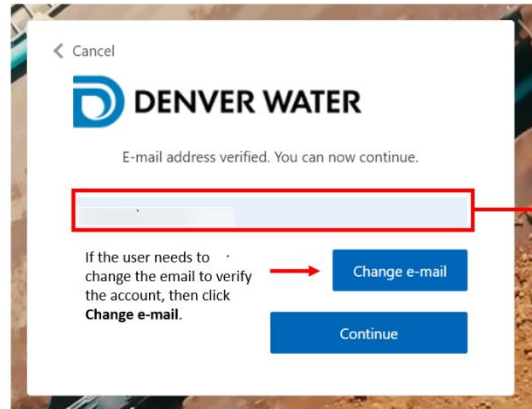 Cancel
DENVER WATER
E-mail address verified. You can now continue.
If the user needs to
change the email to verify
the account, then click
Change e-mail.
Change e-mail
Continue